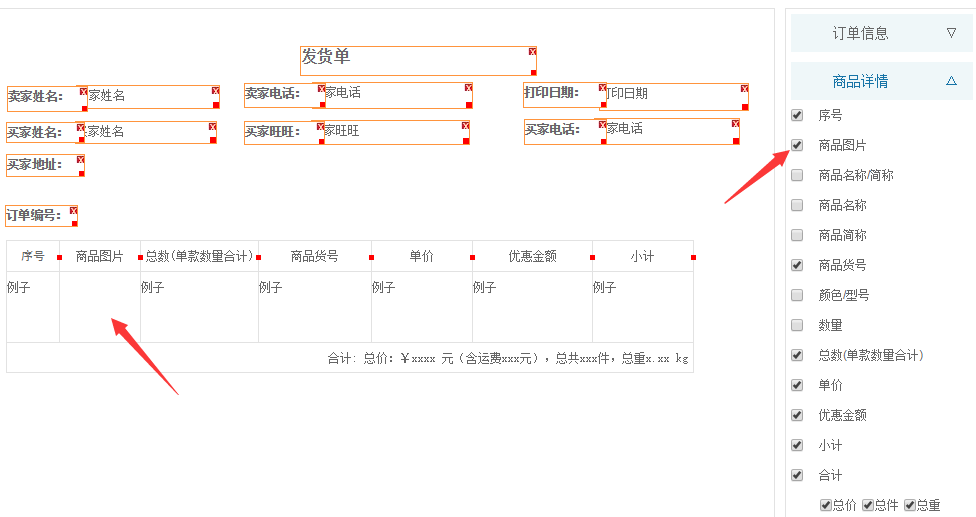 发货单
卖家姓名: 家姓名 卖家电话: 家电话 打印日期: 打印日期
买家姓名: 家姓名 买家旺旺: 家旺旺 买家电话: 家电话
买家地址:
订单编号:
序号 商品图片 总数(单款数量合计) 商品货号 单价 优惠金额 小计
例子 例子 例子 例子 例子 例子
合计: 总价:￥xxxx 元（含运费xxx元），总共xxx件，总重x.xx kg
订单信息
商品详情
序号
商品图片
商品名称/简称
商品名称
商品简称
商品货号
颜色/型号
数量
总数(单款数量合计)
单价
优惠金额
小计
合计
总价 总件 总重